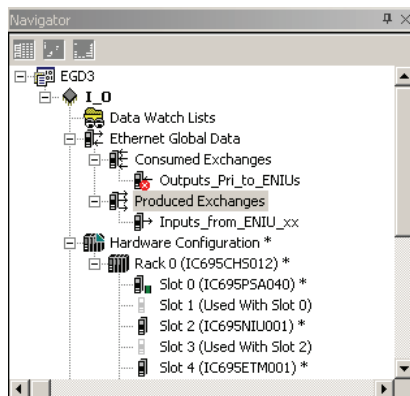 Navigator
EGD3
I_O
Data Watch Lists
Ethernet Global Data
Consumed Exchanges
Outputs_Pri_to_ENIUs
Produced Exchanges
Inputs_from_ENIU_xx
Hardware Configuration *
Rack 0 (IC695CHS012) *
Slot 0 (IC695PSA040) *
Slot 1 (Used With Slot 0)
Slot 2 (IC695NIU001) *
Slot 3 (Used With Slot 2)
Slot 4 (IC695ETM001) *